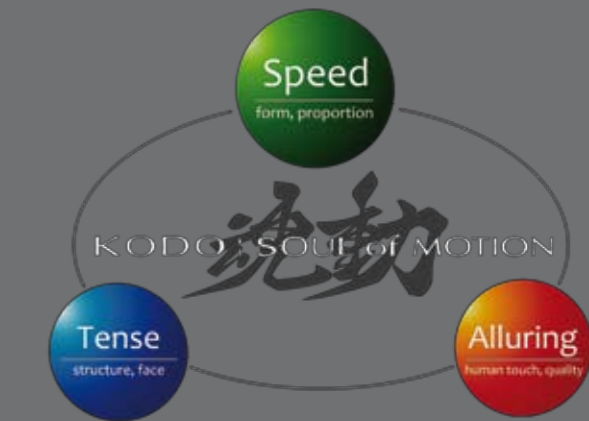 Speed
form, proportion
魂動
KODO : SOUL of MOTION
Tense
structure, face
Alluring
human touch, quality